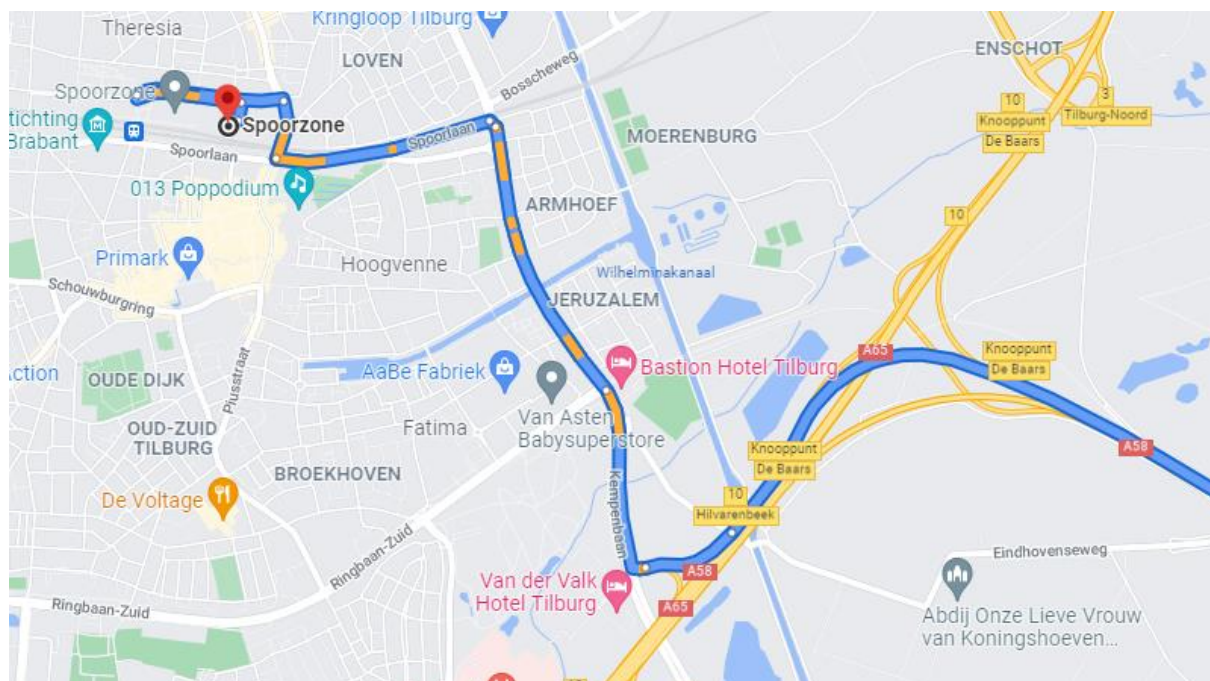 Theresia
Kringloop Tilburg
LOVEN
Bosscheweg
ENSCHOT
Spoorzone
Spoorzone
tichting
Brabant
Spoorlaan
Spoorlaan
MOERENBURG
10
Knooppunt
De Baars
3
Tilburg-Noord
013 Poppodium
ARMHOEF
10
Primark
Hoogvenne
Wilhelminakanaal
Schouwburgring
JERUZALEM
A65
Knooppunt
De Baars
Action
OUDE DIJK
Piusstraat
AaBe Fabriek
Bastion Hotel Tilburg
Van Asten
Babysuperstore
OUD-ZUID
TILBURG
Fatima
Knooppunt
De Baars
A58
BROEKHOVEN
De Voltage
Kempenbaan
10
Hilvarenbeek
Ringbaan-Zuid
Eindhovenseweg
A58
Van der Valk
Hotel Tilburg
A65
Ringbaan-Zuid
Abdij Onze Lieve Vrouw
van Koningshoeven...